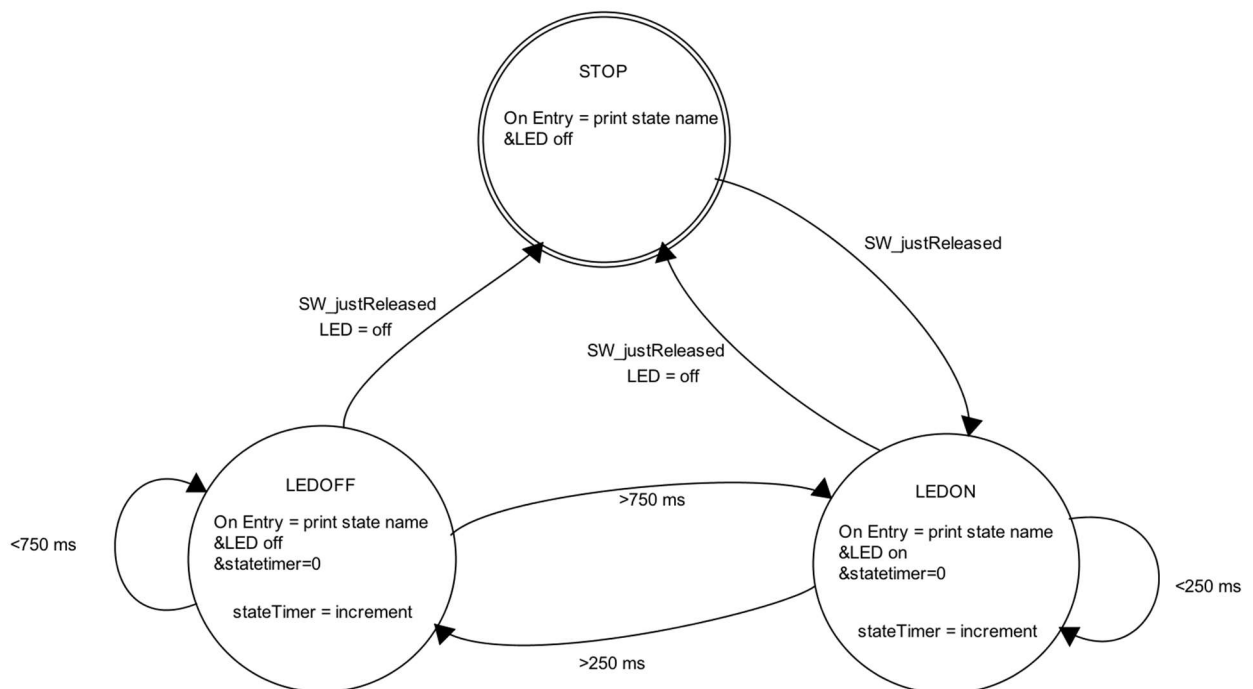 STOP
On Entry = print state name
&LED off
SW_justReleased
SW_justReleased
LED = off
SW_justReleased
LED = off
LEDOFF
On Entry = print state name
&LED off
&statetimer=0
stateTimer = increment
<750 ms
>750 ms
LEDON
On Entry = print state name
&LED on
&statetimer=0
stateTimer = increment
<250 ms
>250 ms